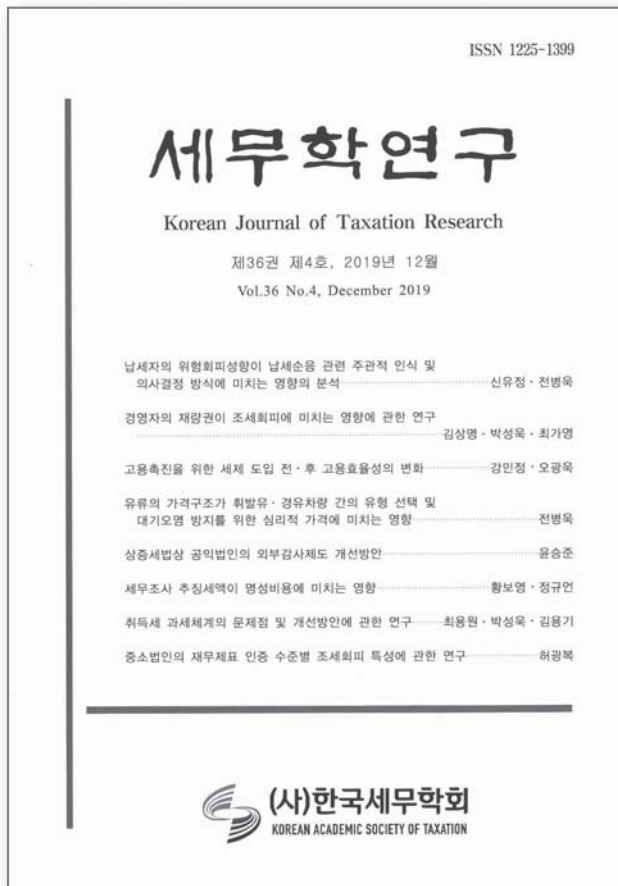 ISSN 1225-1399
세무학연구
Korean Journal of Taxation Research
제36권 제4호, 2019년 12월
Vol.36 No.4, December 2019
납세자의 위험회피성향이 납세순응 관련 주관적 인식 및
의사결정 방식에 미치는 영향의 분석 신유정·전병욱
경영자의 재량권이 조세회피에 미치는 영향에 관한 연구
김상명·박성욱·최가영
고용촉진을 위한 세제 도입 전·후 고용효율성의 변화 강민정·오광욱
유류의 가격구조가 휘발유·경유차량 간의 유형 선택 및
대기오염 방지를 위한 심리적 가격에 미치는 영향 전병욱
상증세법상 공익법인의 외부감사제도 개선방안 윤승준
세무조사 추징세액이 명성비용에 미치는 영향 황보영·정규언
취득세 과세체계의 문제점 및 개선방안에 관한 연구 최용원·박성욱·김용기
중소법인의 재무제표 인증 수준별 조세회피 특성에 관한 연구 허광복
(사)한국세무학회
KOREAN ACADEMIC SOCIETY OF TAXATION